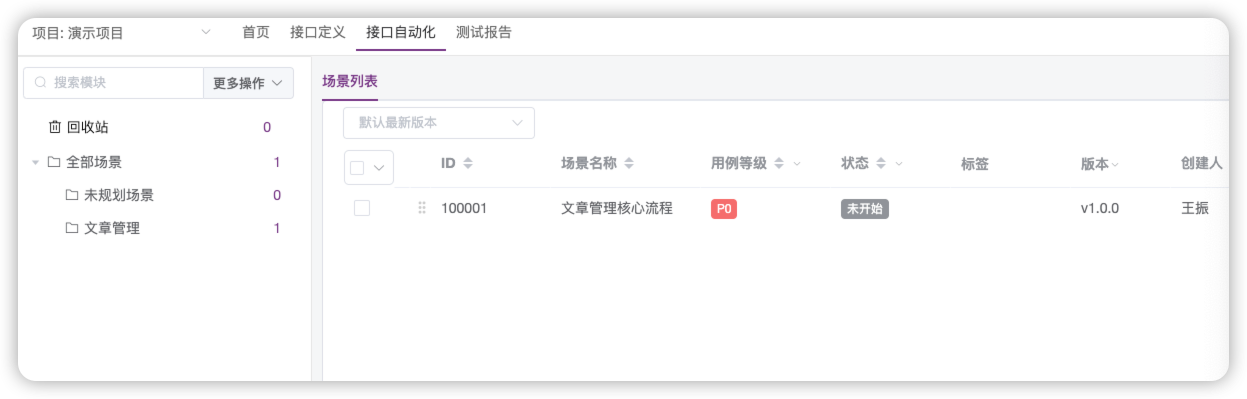 项目: 演示项目 首页 接口定义 接口自动化 测试报告
搜索模块 更多操作
回收站 0
全部场景 1
未规划场景 0
文章管理 1
场景列表
默认最新版本
ID 场景名称 用例等级 状态 标签 版本 创建人
100001 文章管理核心流程 P0 未开始 v1.0.0 王振